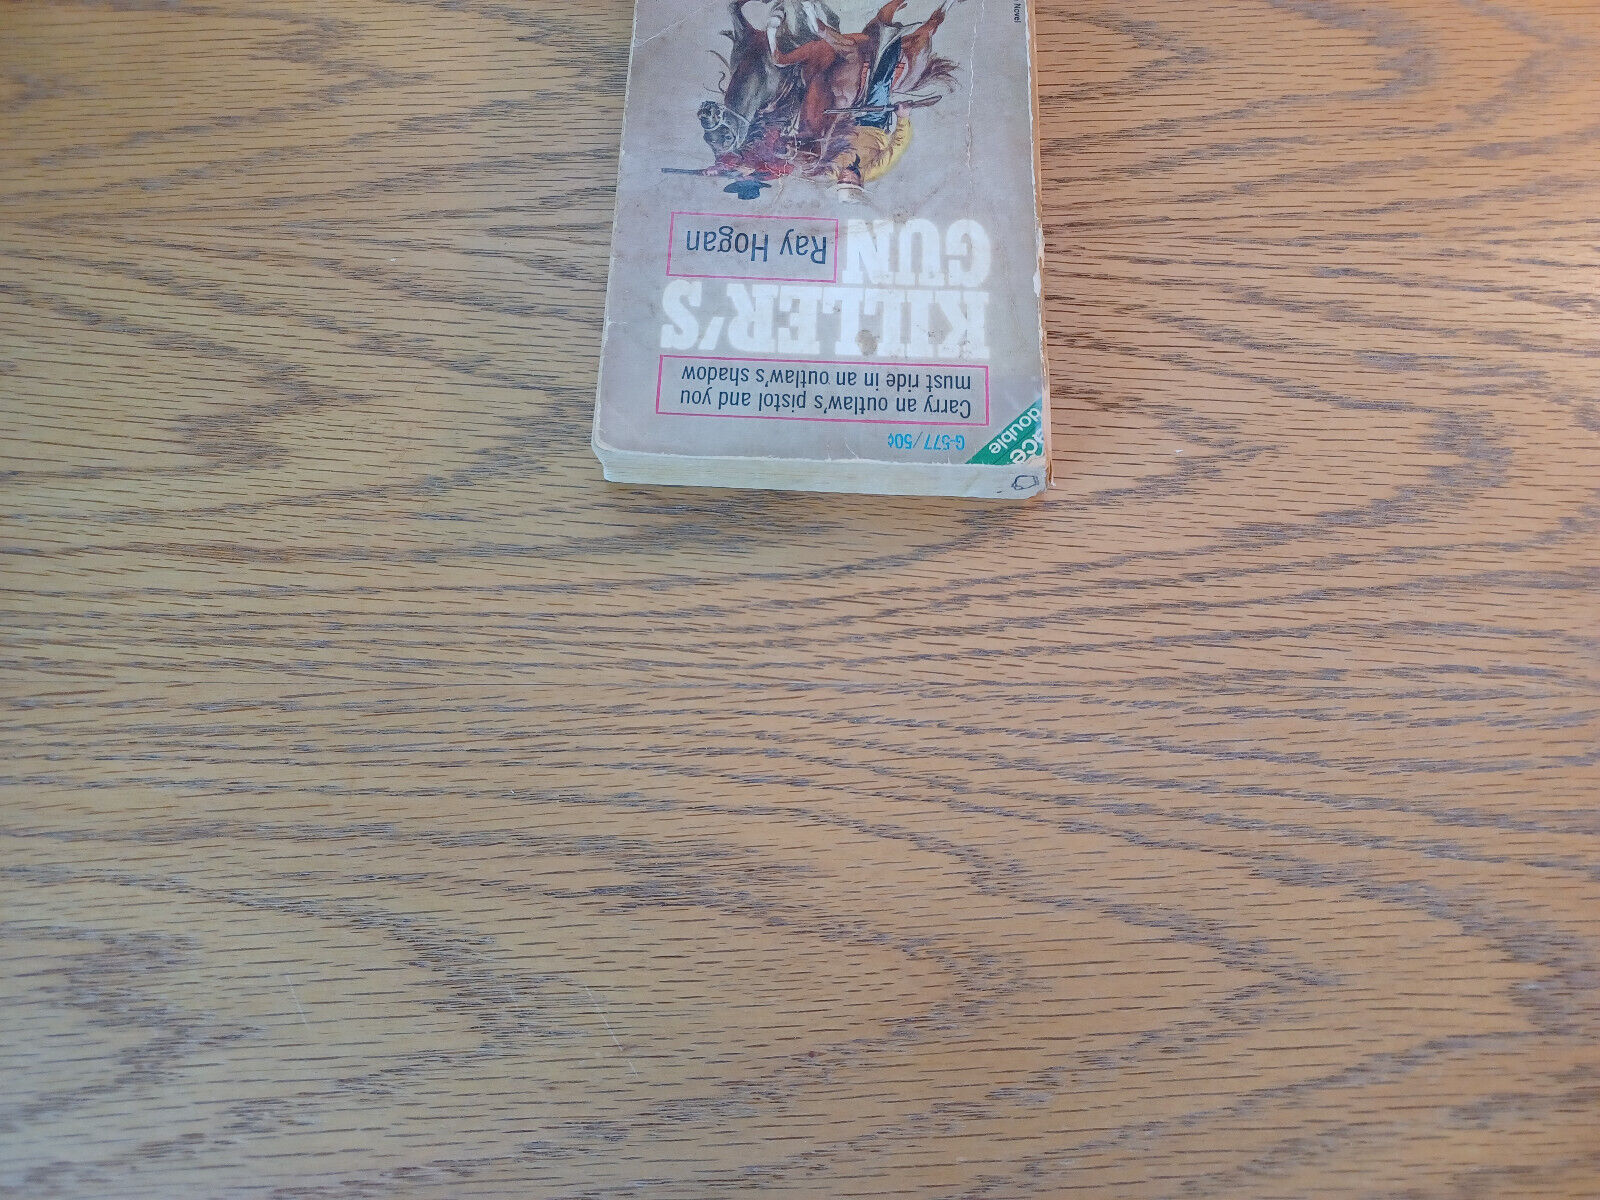 ace
double
G-577/50¢
Carry an outlaw's pistol and you
must ride in an outlaw's shadow
KILLER'S
GUN
Ray Hogan
Novel